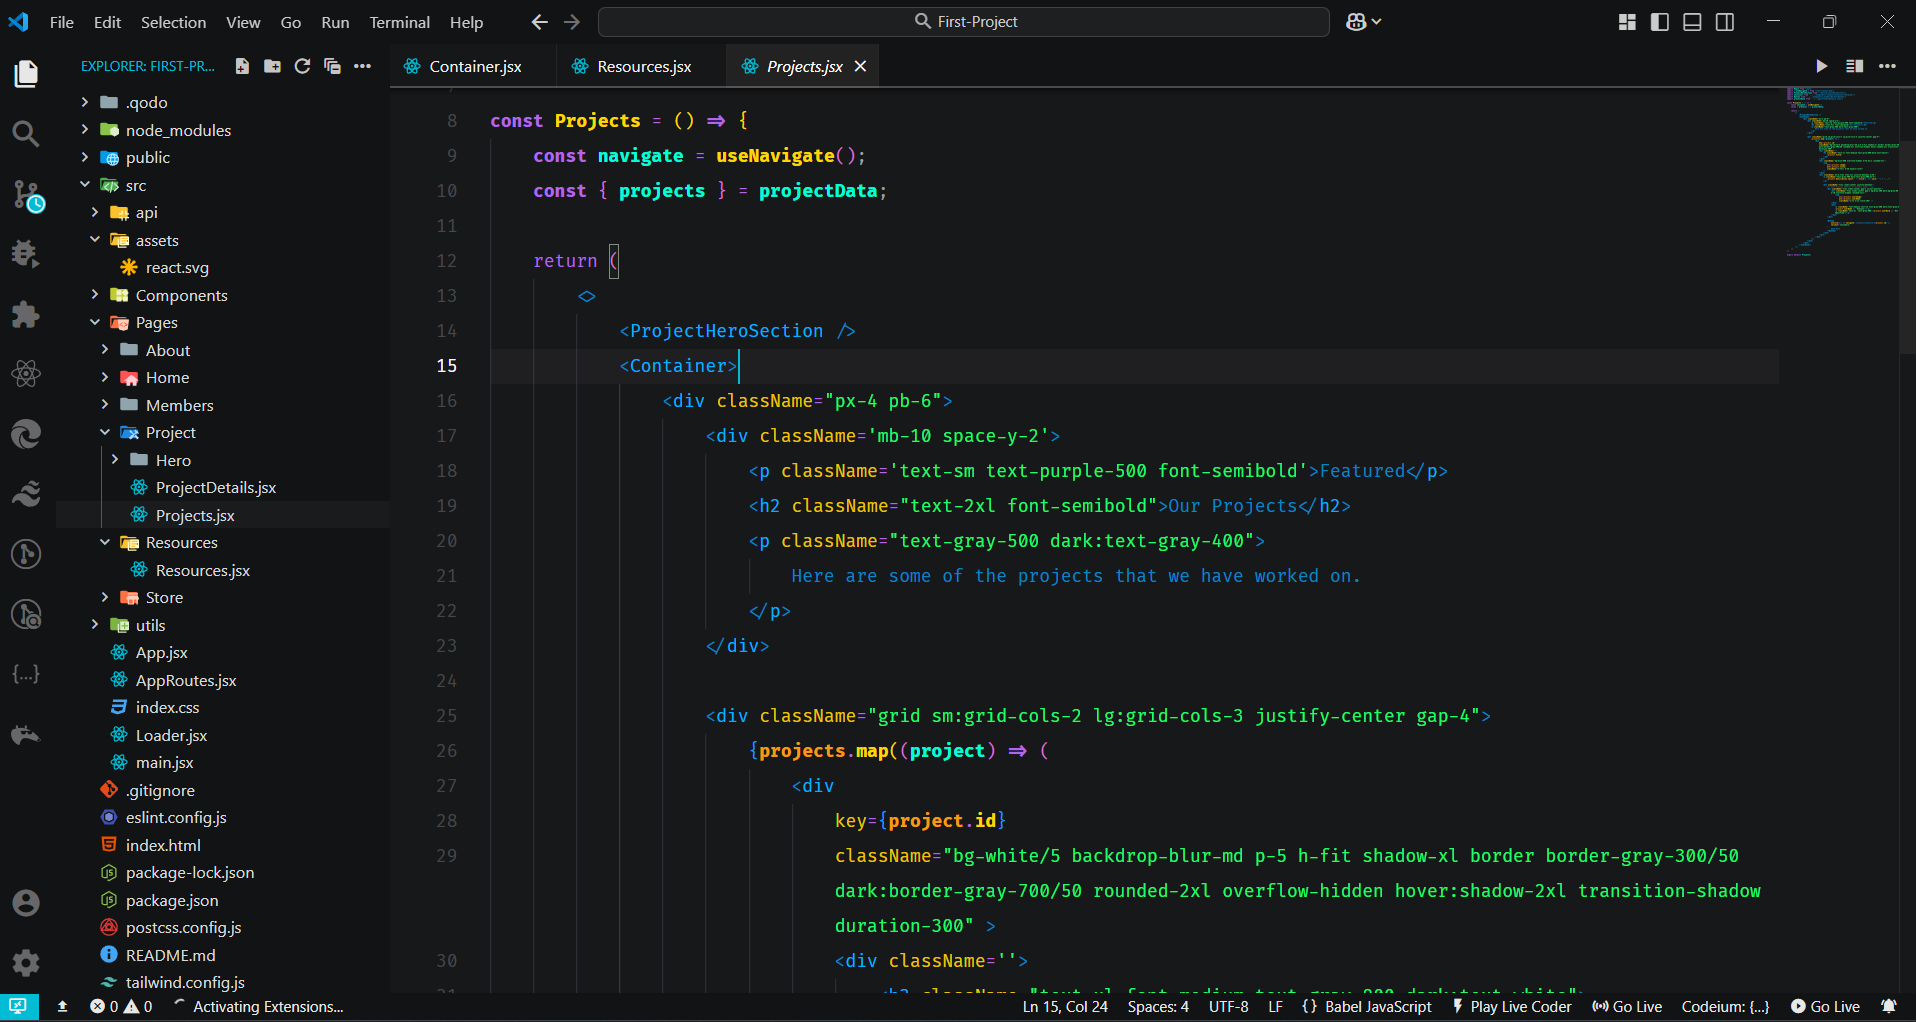 File Edit Selection View Go Run Terminal Help
First-Project
EXPLORER: FIRST-PR...
.qodo
node_modules
public
src
api
assets
react.svg
Components
Pages
About
Home
Members
Project
Hero
ProjectDetails.jsx
Projects.jsx
Resources
Resources.jsx
Store
utils
App.jsx
AppRoutes.jsx
index.css
Loader.jsx
main.jsx
.gitignore
eslint.config.js
index.html
package-lock.json
package.json
postcss.config.js
README.md
tailwind.config.js
Container.jsx Resources.jsx Projects.jsx
8 const Projects = () => {
9 const navigate = useNavigate();
10 const { projects } = projectData;
11
12 return (
13 <>
14 <ProjectHeroSection />
15 <Container>
16 <div className="px-4 pb-6">
17 <div className='mb-10 space-y-2'>
18 <p className='text-sm text-purple-500 font-semibold'>Featured</p>
19 <h2 className="text-2xl font-semibold">Our Projects</h2>
20 <p className="text-gray-500 dark:text-gray-400">
21 Here are some of the projects that we have worked on.
22 </p>
23 </div>
24
25 <div className="grid sm:grid-cols-2 lg:grid-cols-3 justify-center gap-4">
26 {projects.map((project) => (
27 <div
28 key={project.id}
29 className="bg-white/5 backdrop-blur-md p-5 h-fit shadow-xl border border-gray-300/50
dark:border-gray-700/50 rounded-2xl overflow-hidden hover:shadow-2xl transition-shadow
duration-300" >
30 <div className=''>
0 0 Activating Extensions... Ln 15, Col 24 Spaces: 4 UTF-8 LF {} Babel JavaScript Play Live Coder Go Live Codeium: {...} Go Live